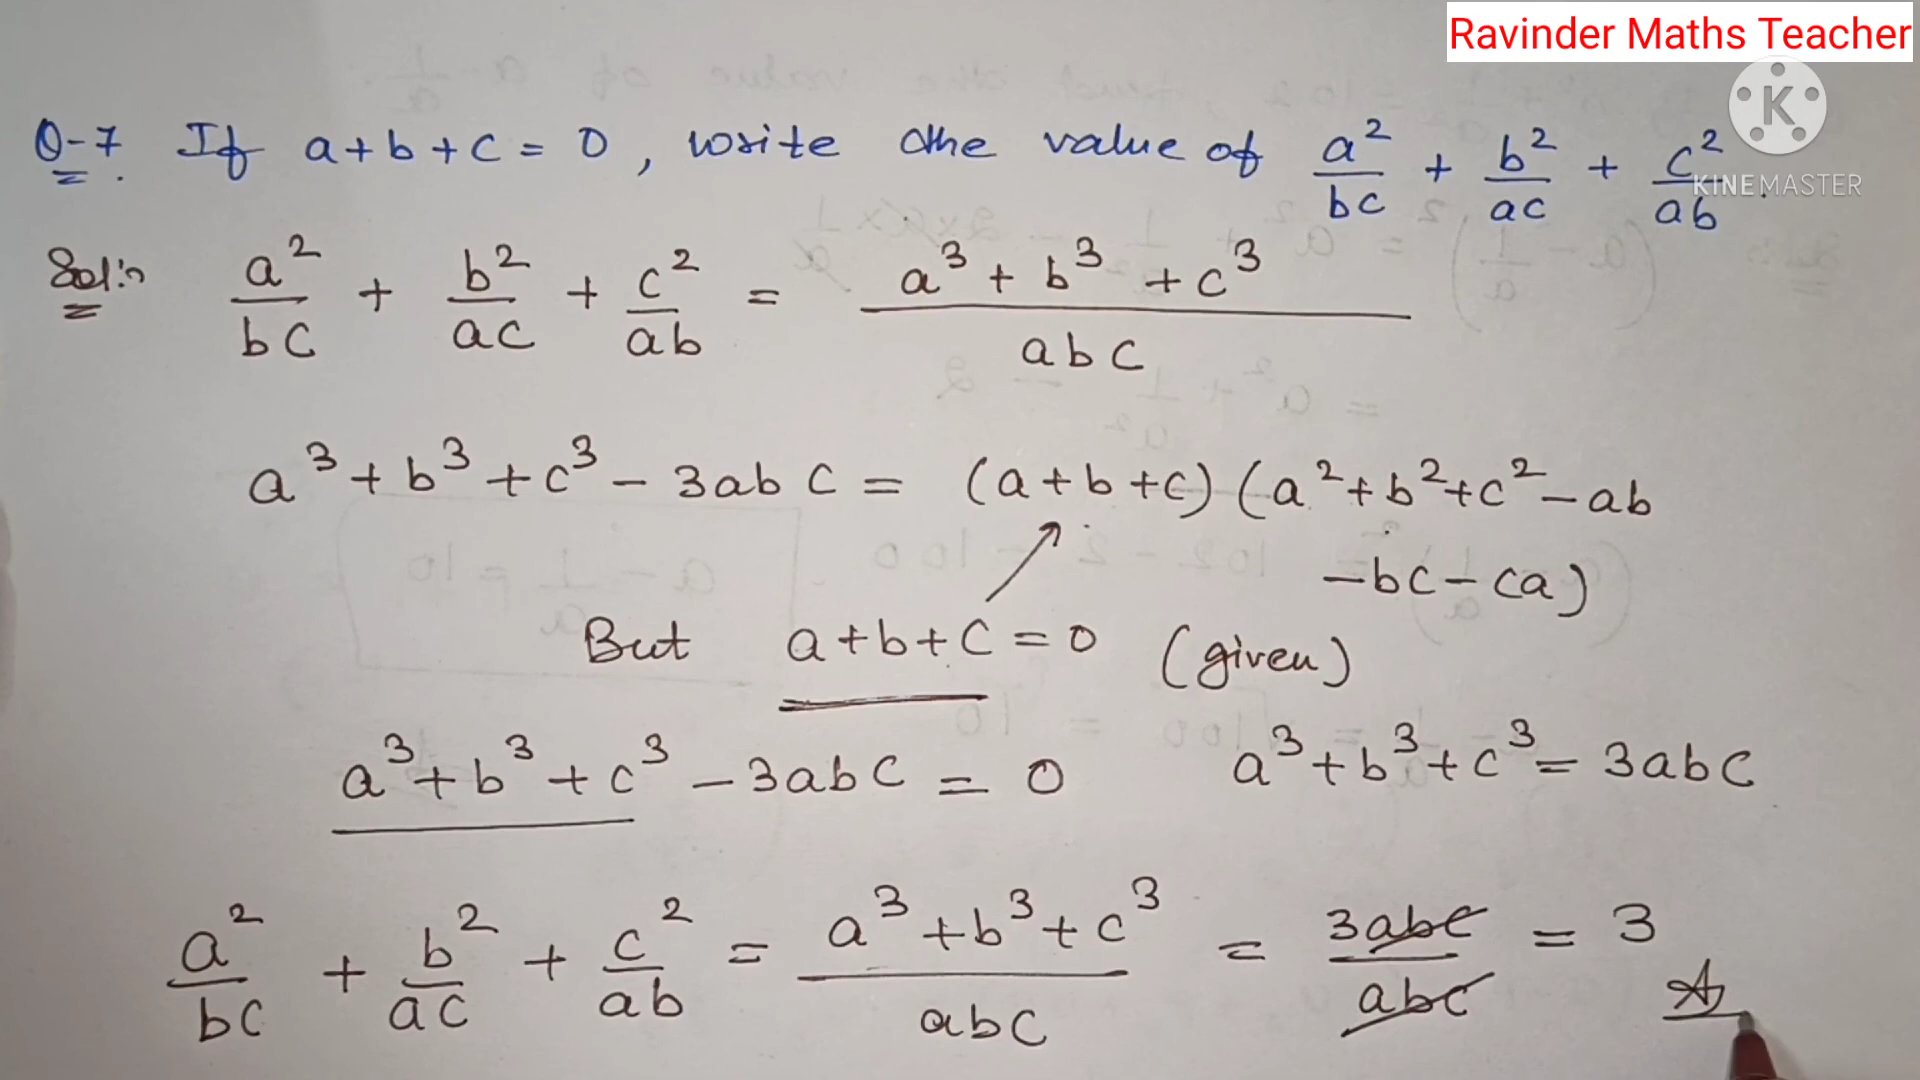 Ravinder Maths Teacher
K
KINEMASTER
Q-7. If a+b+c = 0, write the value of a²/bc + b²/ac + c²/ab.
Sol:n a²/bc + b²/ac + c²/ab = a³ + b³ + c³/abc
a³ + b³ + c³ - 3abc = (a+b+c) (a²+b²+c²-ab
-bc-ca)
But a+b+c = 0 (given)
a³+b³+c³ - 3abc = 0 a³+b³+c³ = 3abc
a²/bc + b²/ac + c²/ab = a³+b³+c³/abc = 3abc/abc = 3